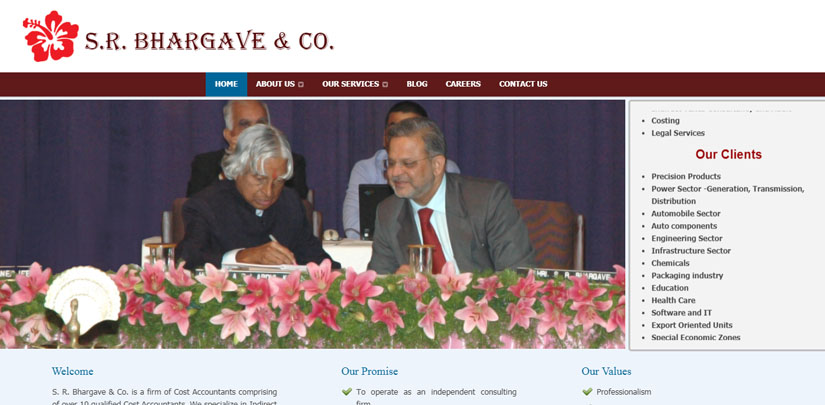 S.R. BHARGAVE & CO.
HOME ABOUT US OUR SERVICES BLOG CAREERS CONTACT US
Costing
Legal Services
Our Clients
Precision Products
Power Sector -Generation, Transmission,
Distribution
Automobile Sector
Auto components
Engineering Sector
Infrastructure Sector
Chemicals
Packaging industry
Education
Health Care
Software and IT
Export Oriented Units
Special Economic Zones
BHARGAVE
Welcome
S. R. Bhargave & Co. is a firm of Cost Accountants comprising
of over 10 qualified Cost Accountants. We specialize in Indirect
Our Promise
To operate as an independent consulting
firm
Our Values
Professionalism